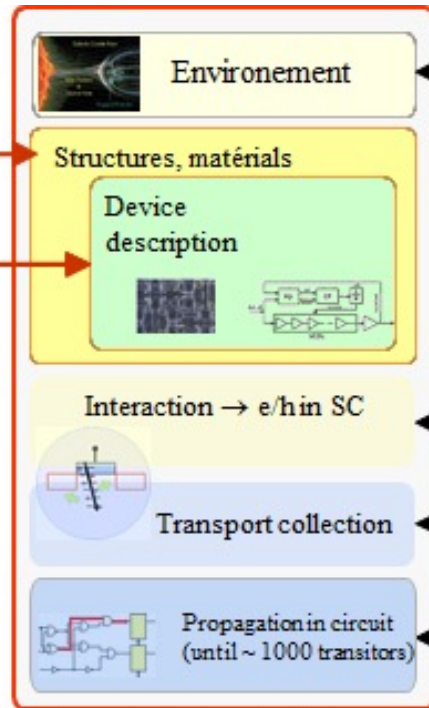 Environement
Structures, matérials
Device
description
Interaction → e/h in SC
Transport collection
Propagation in circuit
(until ~ 1000 transitors)